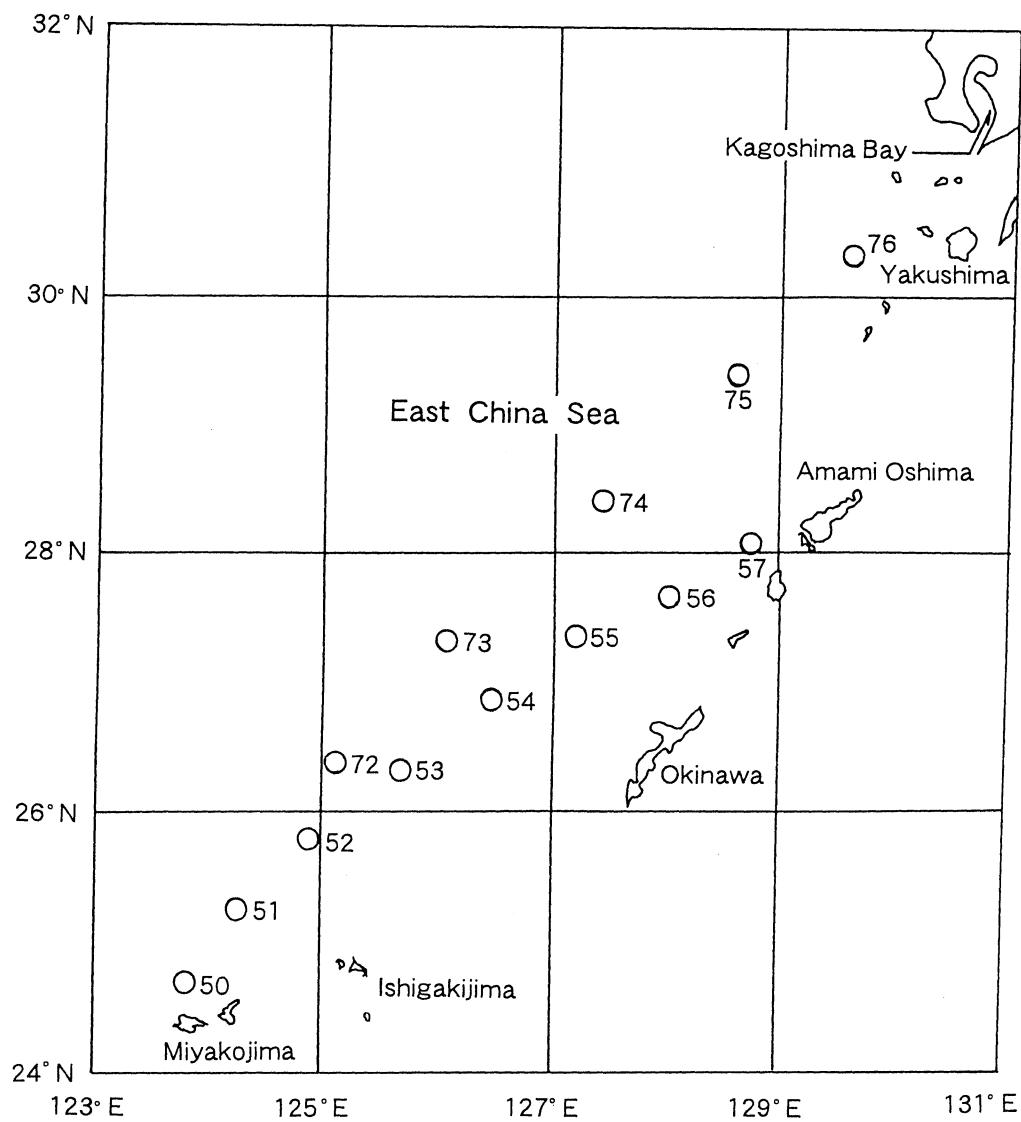 32° N
Kagoshima Bay
76
Yakushima
30° N
75
East China Sea
Amami Oshima
74
28° N
57
56
55
73
54
72
53
Okinawa
26° N
52
51
50
Ishigakijima
Miyakojima
24° N
123° E
125° E
127° E
129° E
131° E